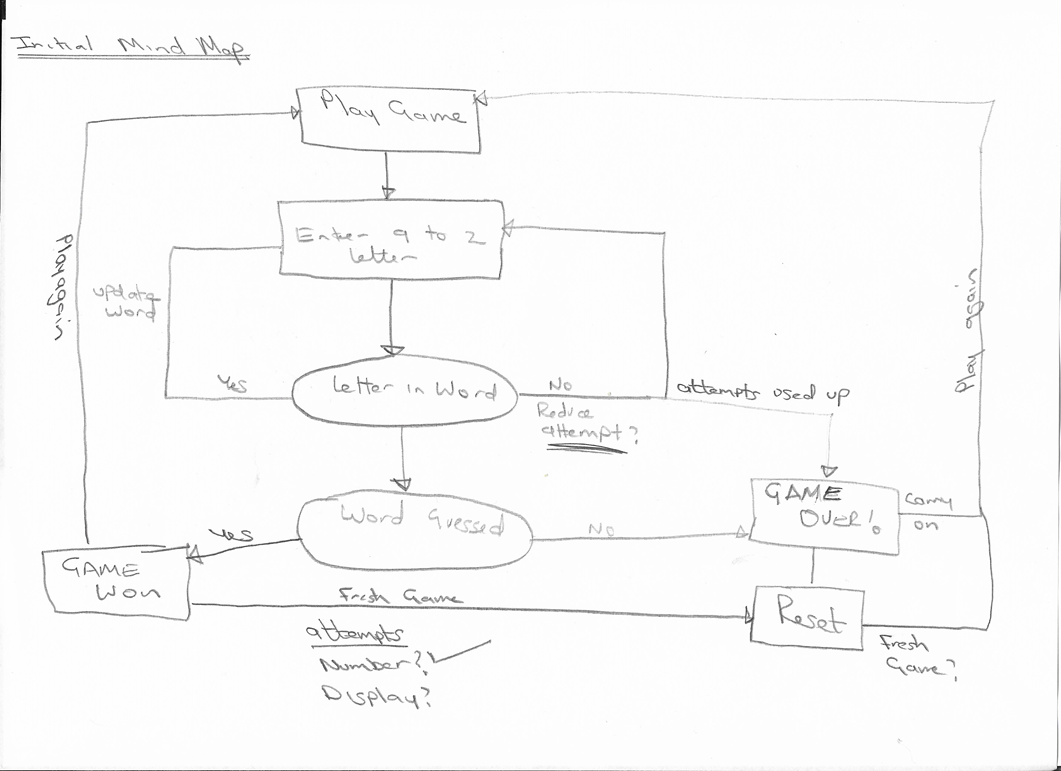 Initial Mind Map
Play Game
Enter a to z
letter
Play again
update
word
Yes
letter in Word
No
Reduce
attempt?
attempts used up
Play again
Word Guessed
Yes
No
GAME
OVER!
Carry
on
GAME
WON
Fresh Game
Reset
Fresh
Game?
attempts
Number?
Display?